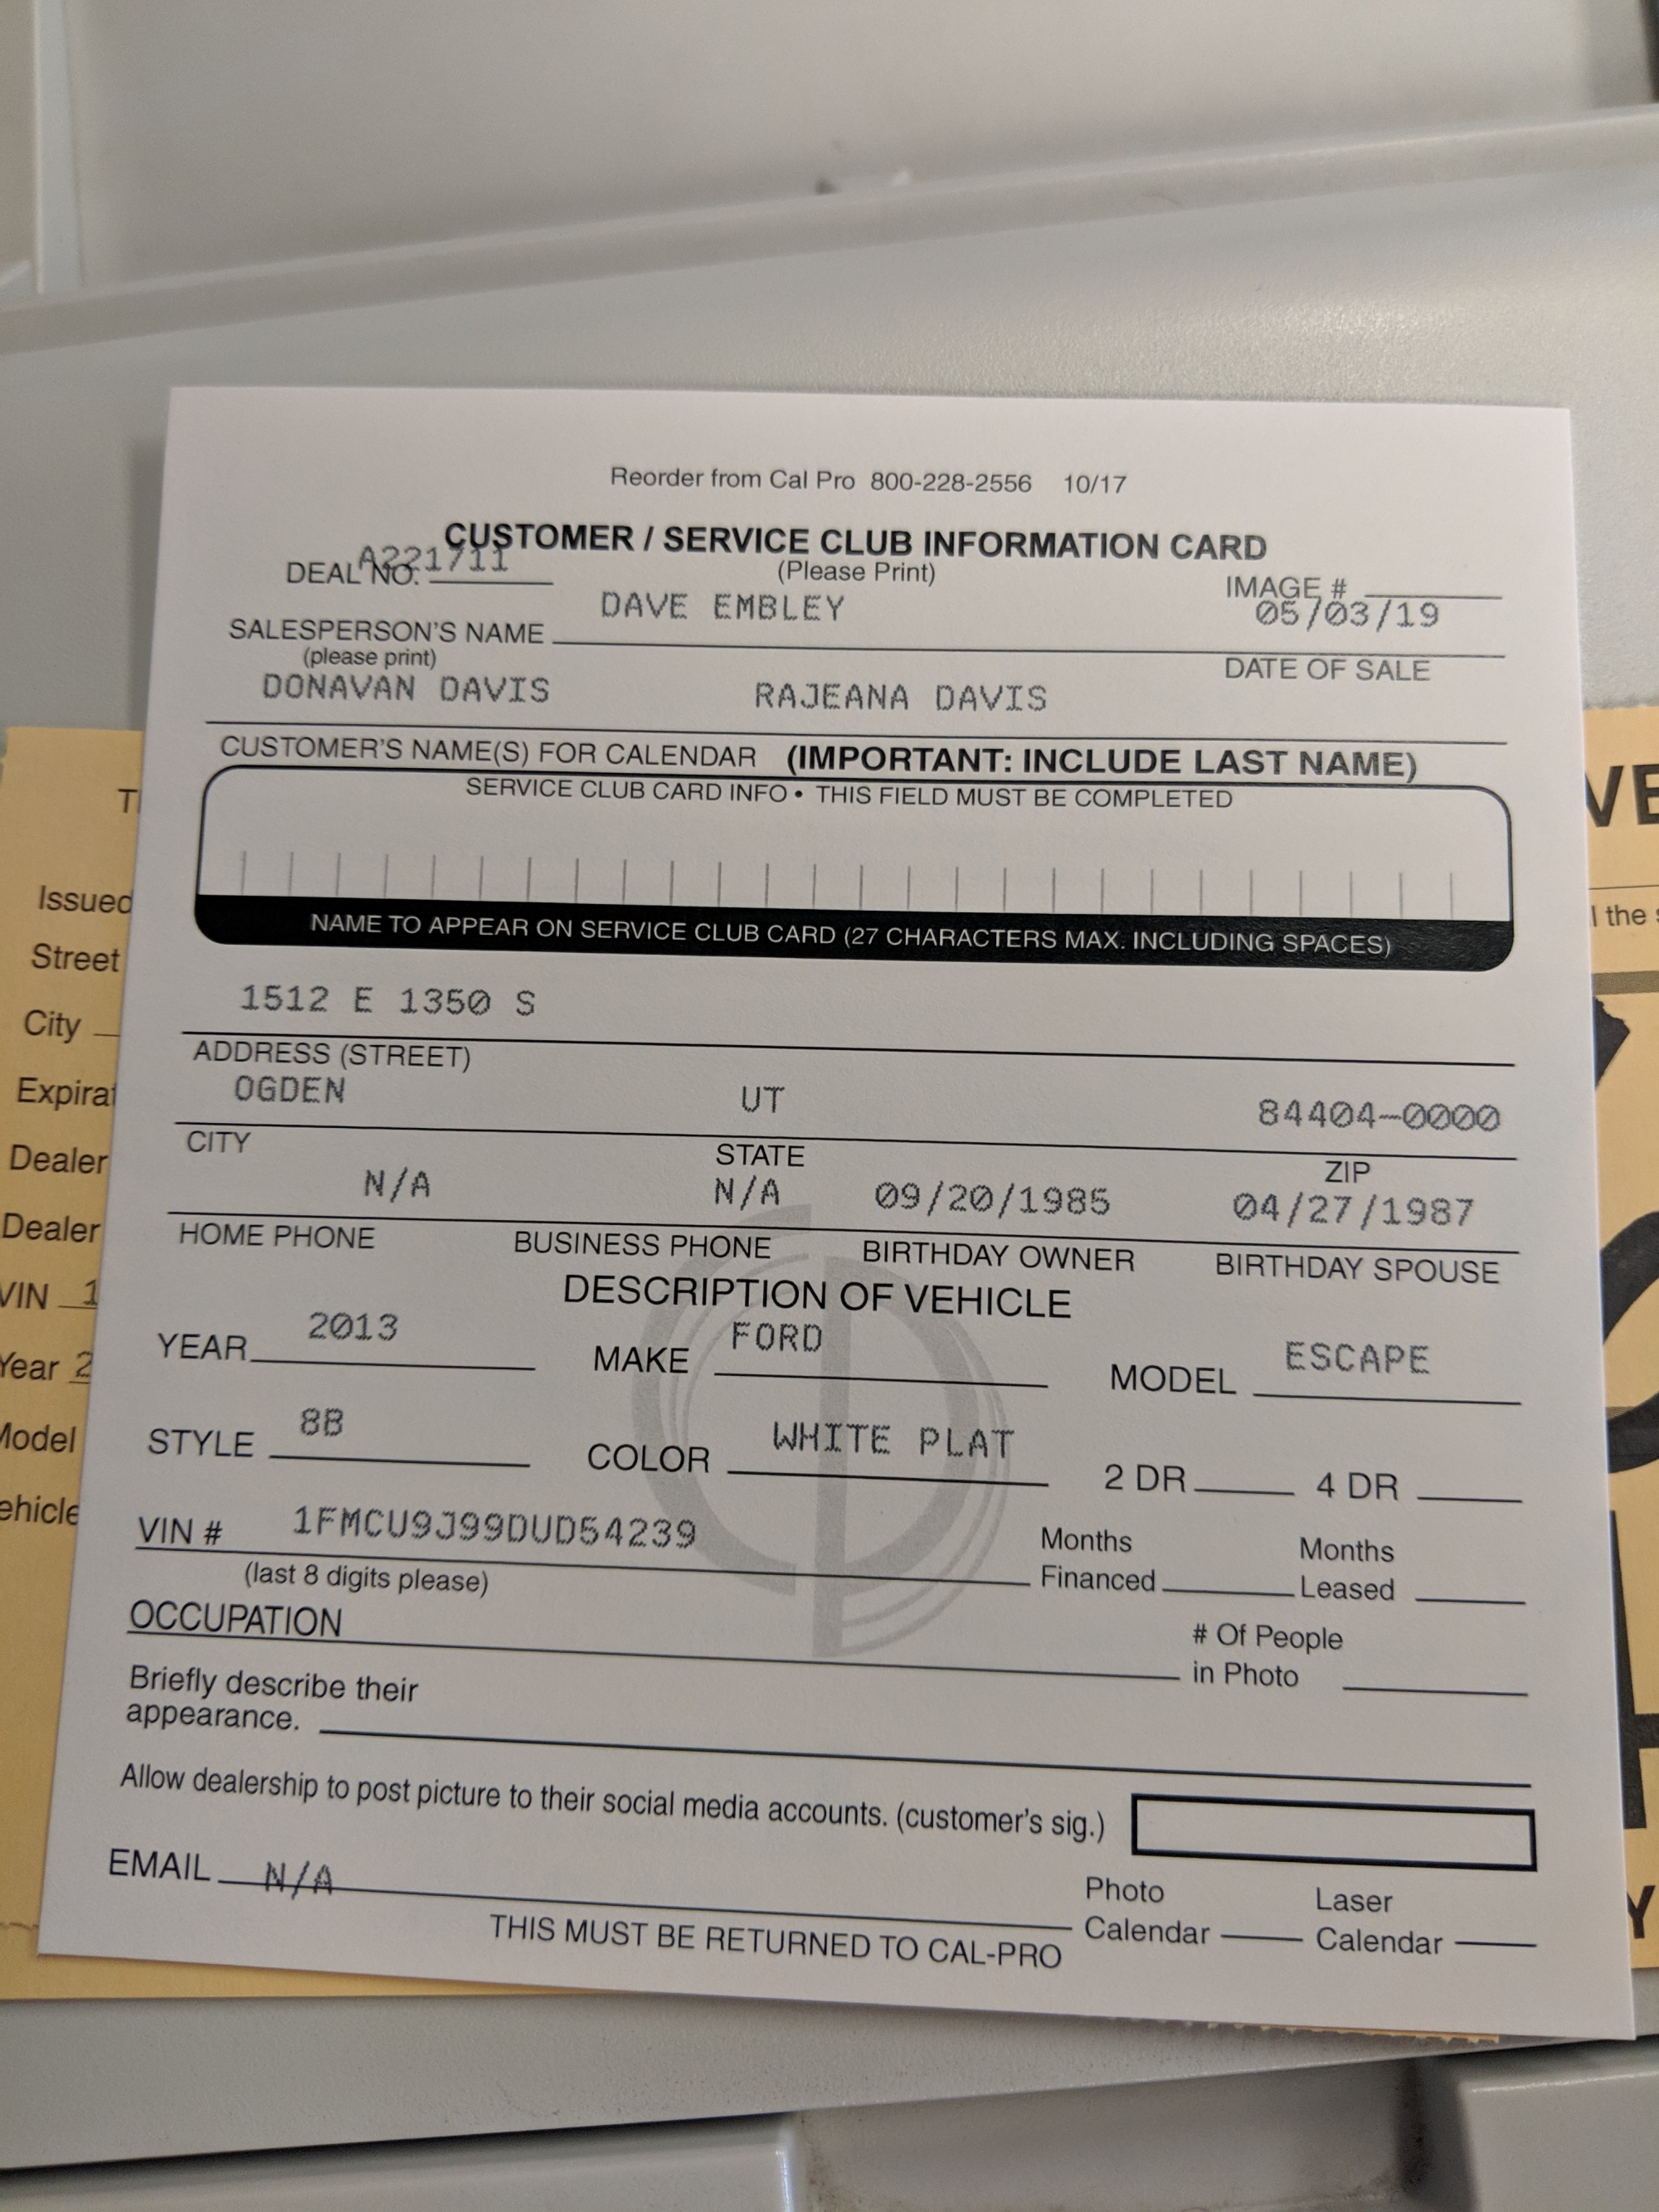 Reorder from Cal Pro 800-228-2556 10/17
CUSTOMER / SERVICE CLUB INFORMATION CARD
DEAL NO. A221711 (Please Print) IMAGE #
DAVE EMBLEY 05/03/19
SALESPERSON'S NAME
(please print) DATE OF SALE
DONAVAN DAVIS RAJEANA DAVIS
CUSTOMER'S NAME(S) FOR CALENDAR (IMPORTANT: INCLUDE LAST NAME)
SERVICE CLUB CARD INFO • THIS FIELD MUST BE COMPLETED
NAME TO APPEAR ON SERVICE CLUB CARD (27 CHARACTERS MAX. INCLUDING SPACES)
1512 E 1350 S
ADDRESS (STREET)
OGDEN UT 84404-0000
CITY STATE ZIP
N/A N/A 09/20/1985 04/27/1987
HOME PHONE BUSINESS PHONE BIRTHDAY OWNER BIRTHDAY SPOUSE
DESCRIPTION OF VEHICLE
YEAR 2013 MAKE FORD MODEL ESCAPE
STYLE 8B COLOR WHITE PLAT 2 DR 4 DR
VIN # 1FMCU9J99DUD54239 Months Financed Months Leased
(last 8 digits please)
OCCUPATION # Of People in Photo
Briefly describe their
appearance.
Allow dealership to post picture to their social media accounts. (customer's sig.)
EMAIL N/A Photo Calendar Laser Calendar
THIS MUST BE RETURNED TO CAL-PRO
Issued
Street
City
Dealer
Dealer
VIN 1
Year 2
Model